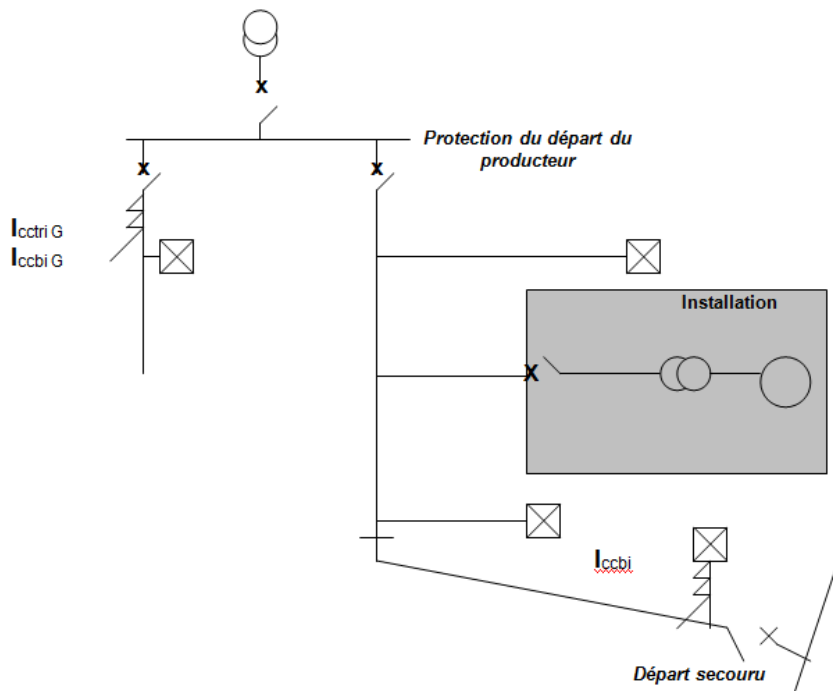 Protection du départ du
producteur
Icctri G
Iccbi G
Installation
Iccbi
Départ secouru